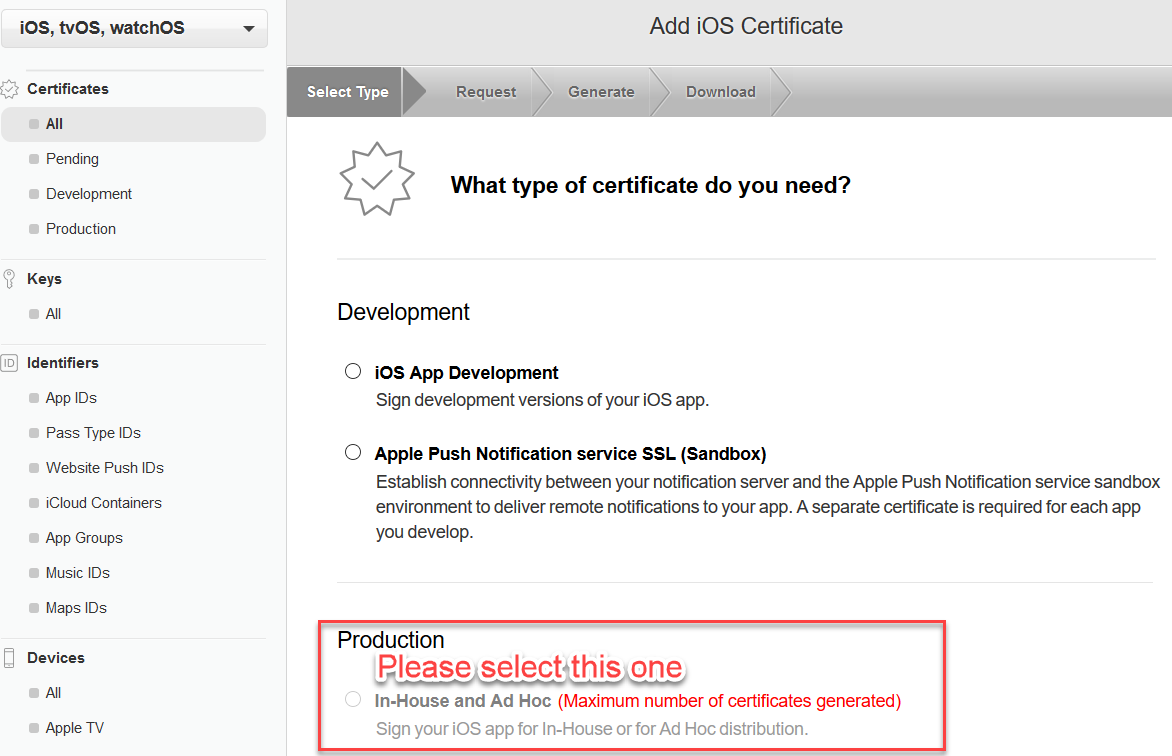 iOS, tvOS, watchOS
Certificates
All
Pending
Development
Production
Keys
All
ID
Identifiers
App IDs
Pass Type IDs
Website Push IDs
iCloud Containers
App Groups
Music IDs
Maps IDs
Devices
All
Apple TV
Add iOS Certificate
Select Type
Request
Generate
Download
What type of certificate do you need?
Development
iOS App Development
Sign development versions of your iOS app.
Apple Push Notification service SSL (Sandbox)
Establish connectivity between your notification server and the Apple Push Notification service sandbox
environment to deliver remote notifications to your app. A separate certificate is required for each app
you develop.
Production
Please select this one
In-House and Ad Hoc (Maximum number of certificates generated)
Sign your iOS app for In-House or for Ad Hoc distribution.